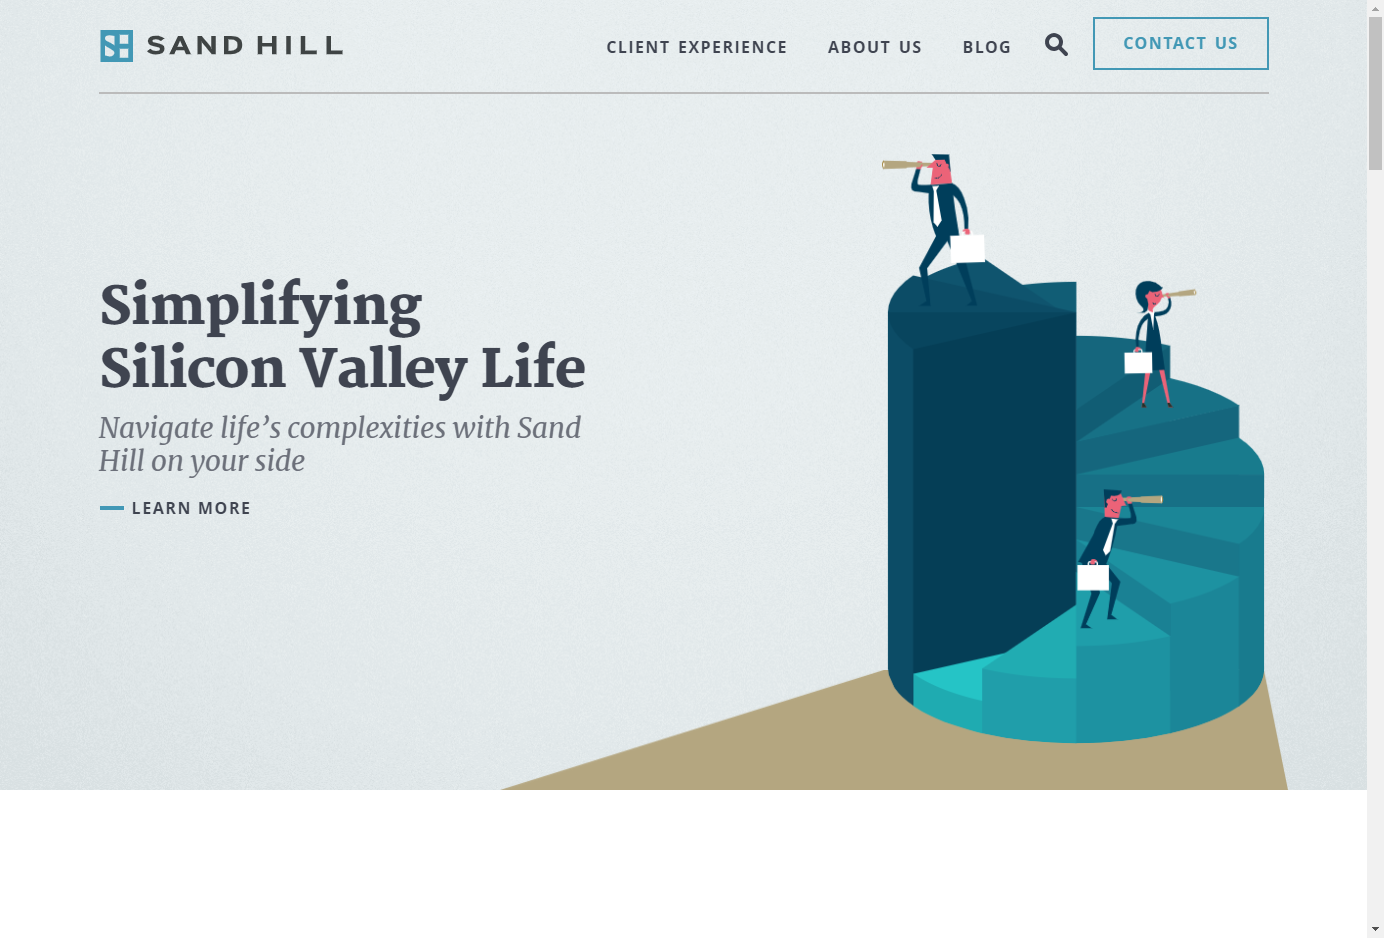 SAND HILL
CLIENT EXPERIENCE
ABOUT US
BLOG
CONTACT US
Simplifying
Silicon Valley Life
Navigate life’s complexities with Sand
Hill on your side
LEARN MORE